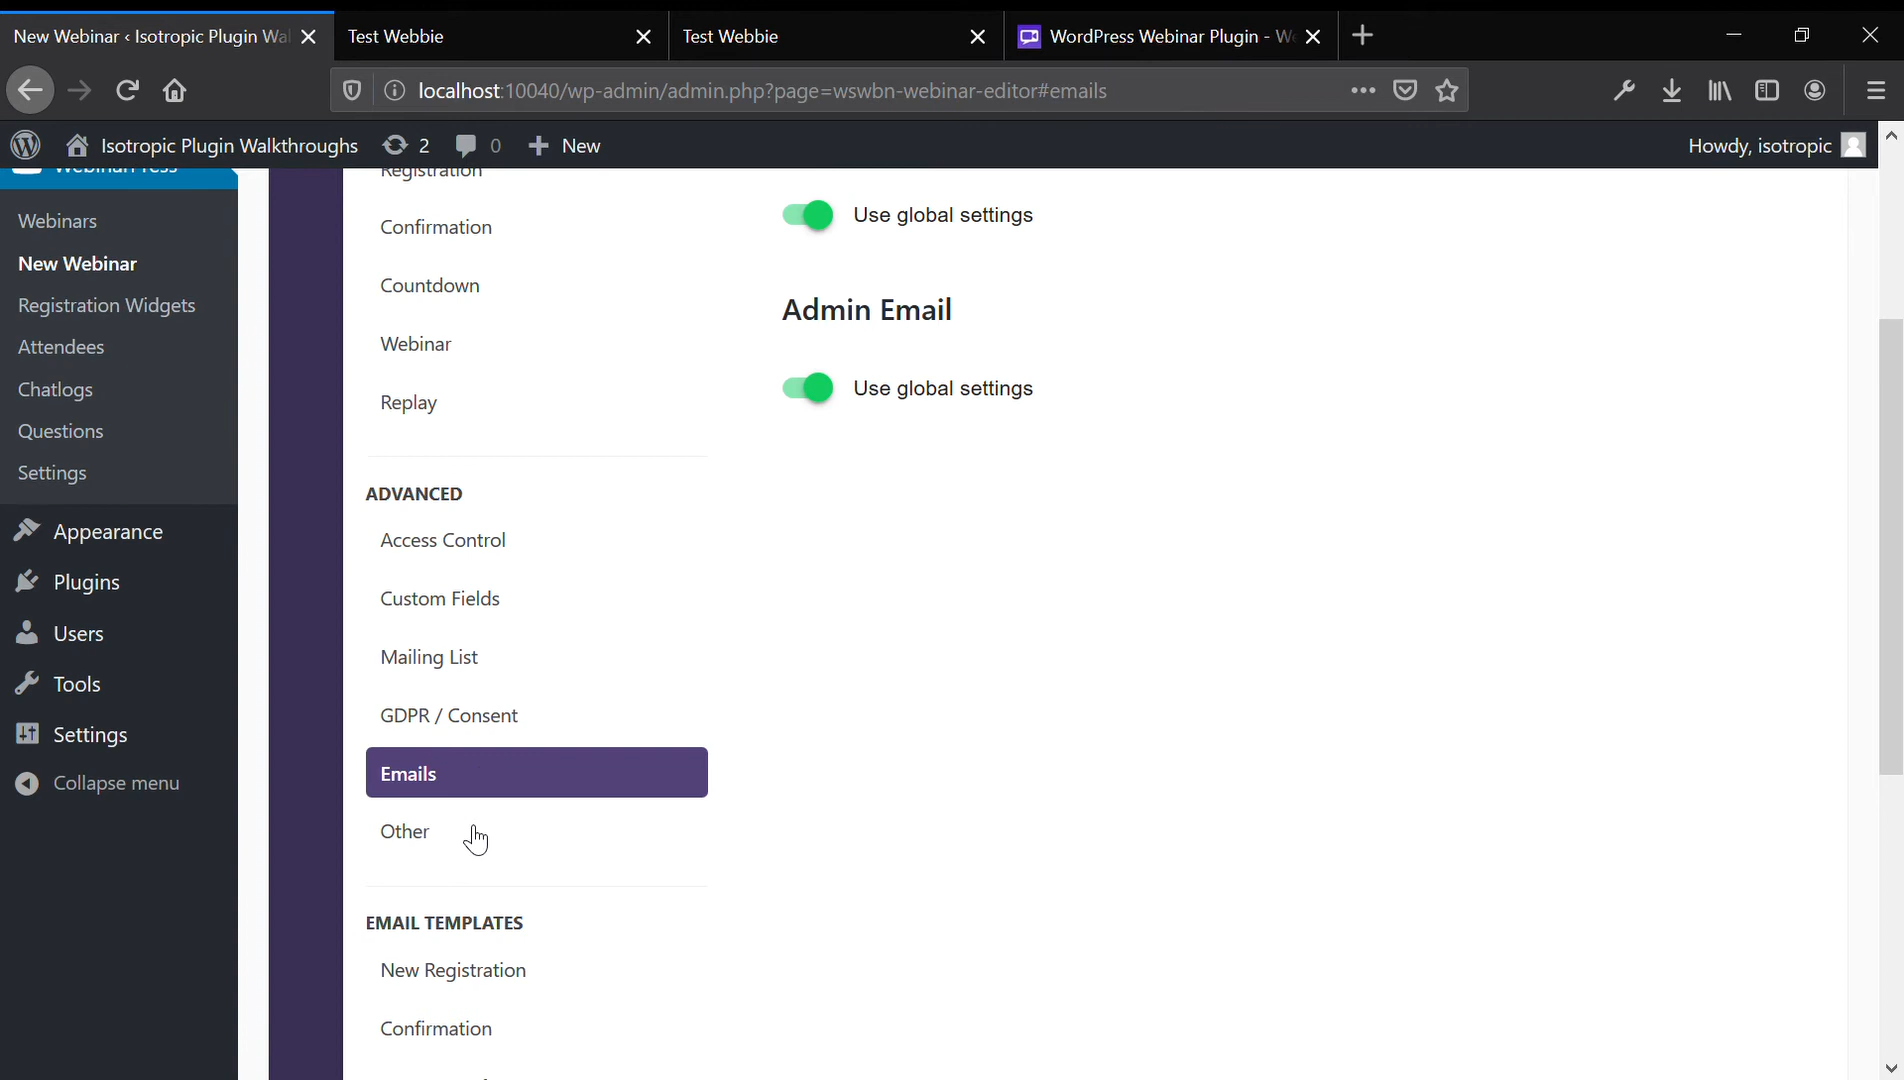 New Webinar ‹ Isotropic Plugin Wal
Test Webbie
Test Webbie
WordPress Webinar Plugin - We
localhost:10040/wp-admin/admin.php?page=wswbn-webinar-editor#emails
Isotropic Plugin Walkthroughs
2
0
New
Howdy, isotropic
WebinarPress
Webinars
New Webinar
Registration Widgets
Attendees
Chatlogs
Questions
Settings
Appearance
Plugins
Users
Tools
Settings
Collapse menu
Registration
Confirmation
Countdown
Webinar
Replay
ADVANCED
Access Control
Custom Fields
Mailing List
GDPR / Consent
Emails
Other
EMAIL TEMPLATES
New Registration
Confirmation
Use global settings
Admin Email
Use global settings